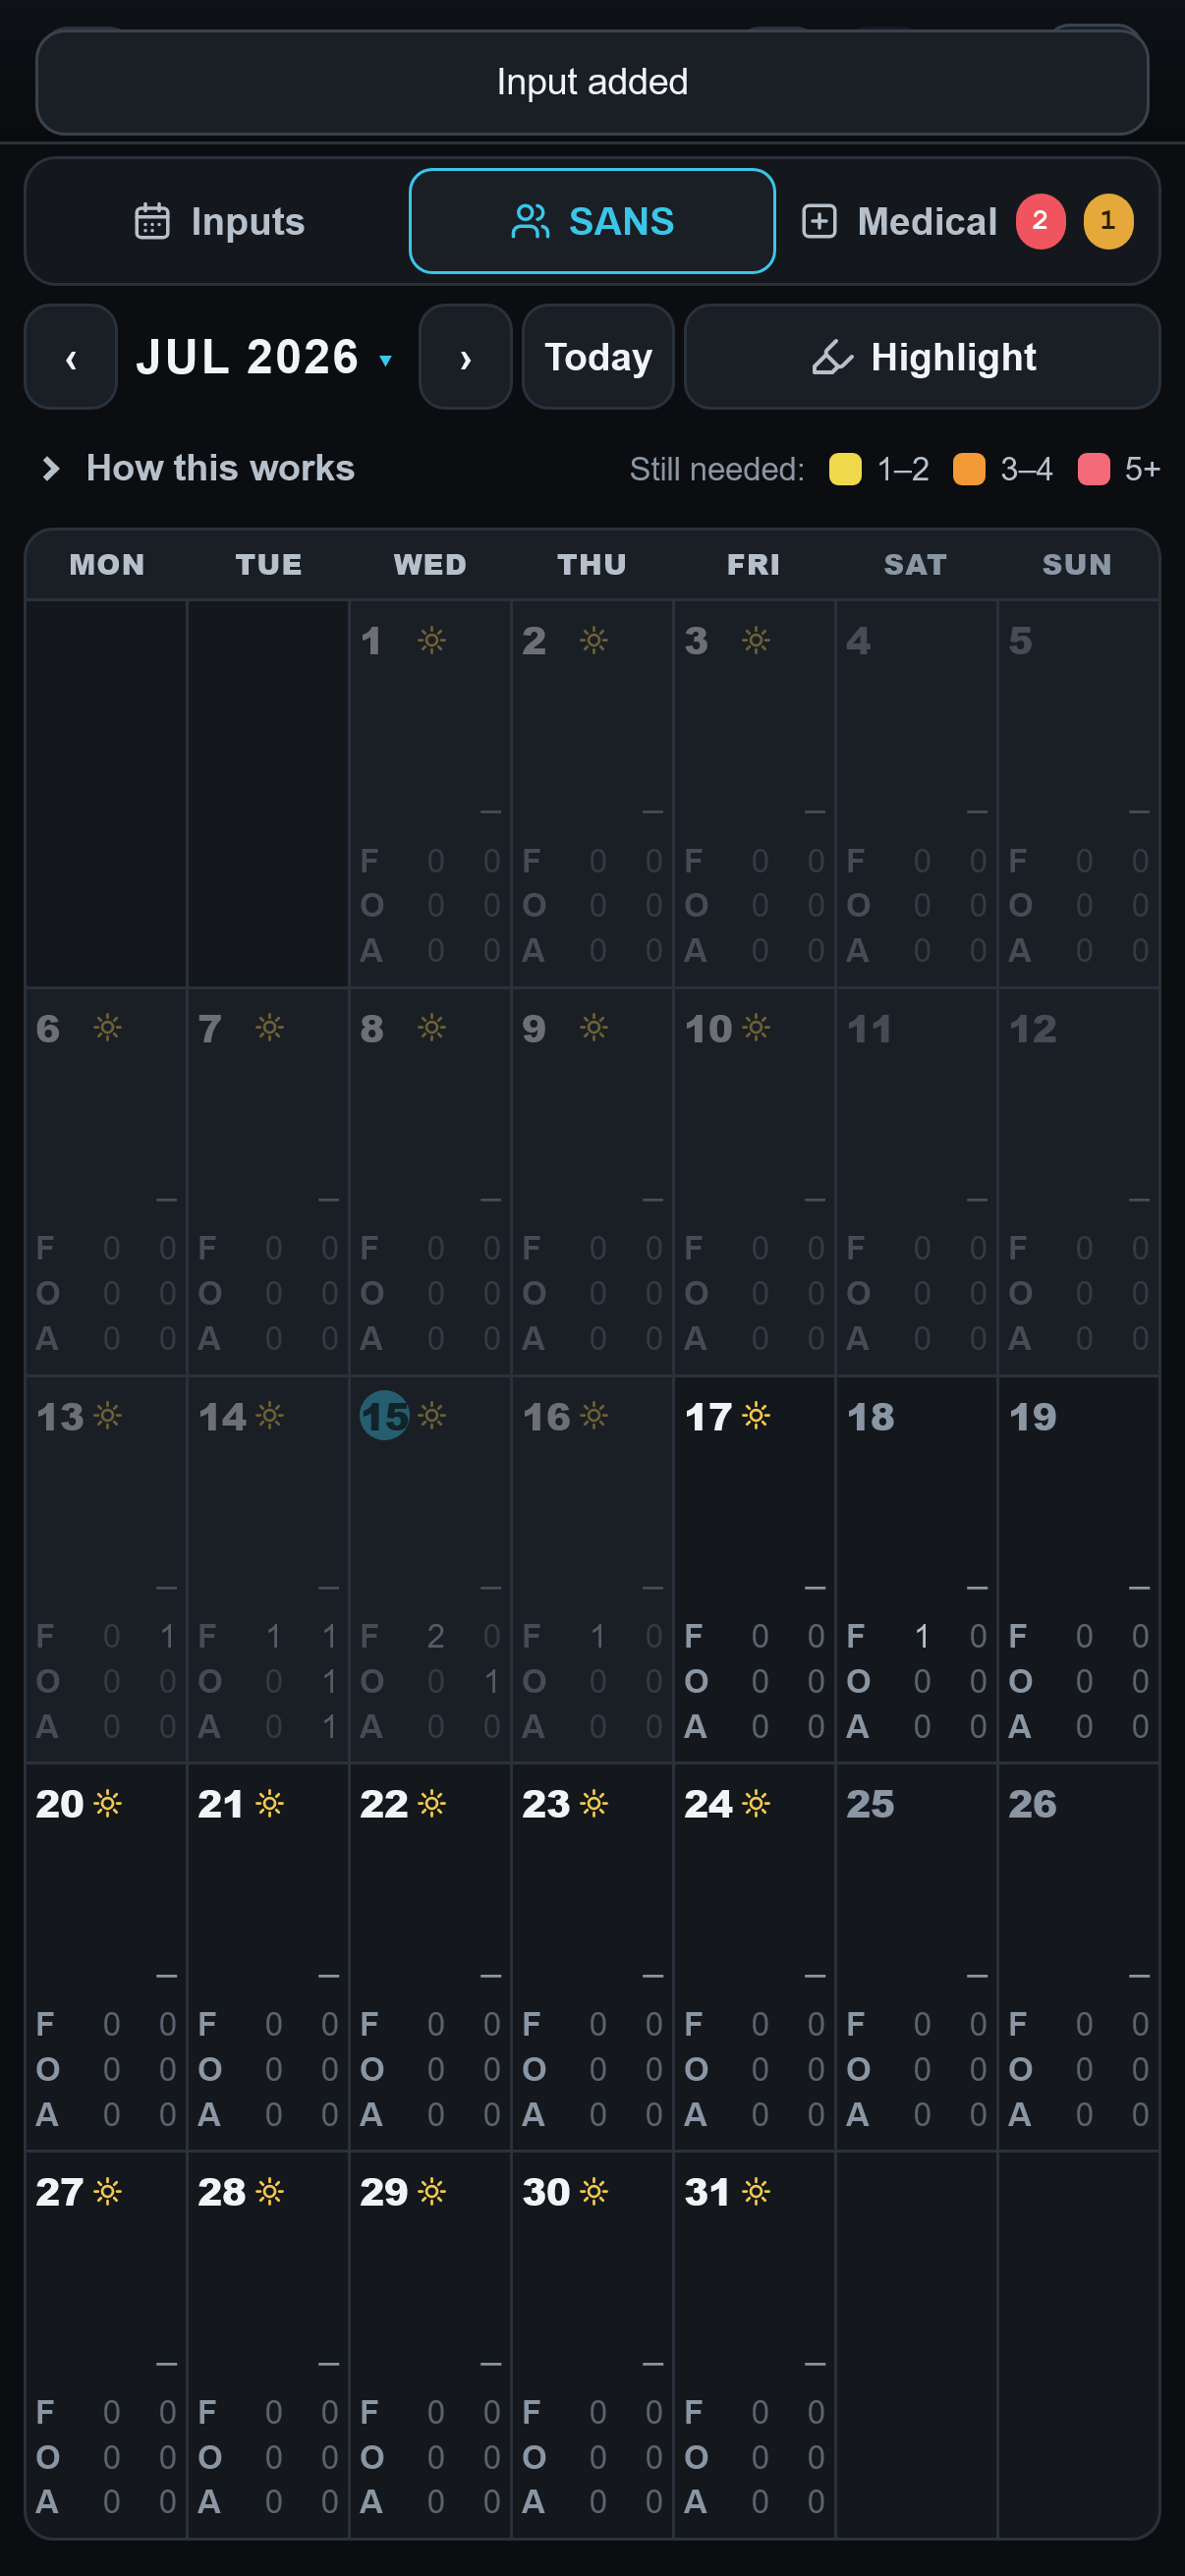 Input added
Inputs SANS Medical 2 1
‹ JUL 2026 ▾ › Today Highlight
How this works Still needed: 1–2 3–4 5+
MON TUE WED THU FRI SAT SUN
1 2 3 4 5
– – – – –
F 0 0 F 0 0 F 0 0 F 0 0 F 0 0
O 0 0 O 0 0 O 0 0 O 0 0 O 0 0
A 0 0 A 0 0 A 0 0 A 0 0 A 0 0
6 7 8 9 10 11 12
– – – – – – –
F 0 0 F 0 0 F 0 0 F 0 0 F 0 0 F 0 0 F 0 0
O 0 0 O 0 0 O 0 0 O 0 0 O 0 0 O 0 0 O 0 0
A 0 0 A 0 0 A 0 0 A 0 0 A 0 0 A 0 0 A 0 0
13 14 15 16 17 18 19
– – – – – – –
F 0 1 F 1 1 F 2 0 F 1 0 F 0 0 F 1 0 F 0 0
O 0 0 O 0 1 O 0 1 O 0 0 O 0 0 O 0 0 O 0 0
A 0 0 A 0 1 A 0 0 A 0 0 A 0 0 A 0 0 A 0 0
20 21 22 23 24 25 26
– – – – – – –
F 0 0 F 0 0 F 0 0 F 0 0 F 0 0 F 0 0 F 0 0
O 0 0 O 0 0 O 0 0 O 0 0 O 0 0 O 0 0 O 0 0
A 0 0 A 0 0 A 0 0 A 0 0 A 0 0 A 0 0 A 0 0
27 28 29 30 31
– – – – –
F 0 0 F 0 0 F 0 0 F 0 0 F 0 0
O 0 0 O 0 0 O 0 0 O 0 0 O 0 0
A 0 0 A 0 0 A 0 0 A 0 0 A 0 0